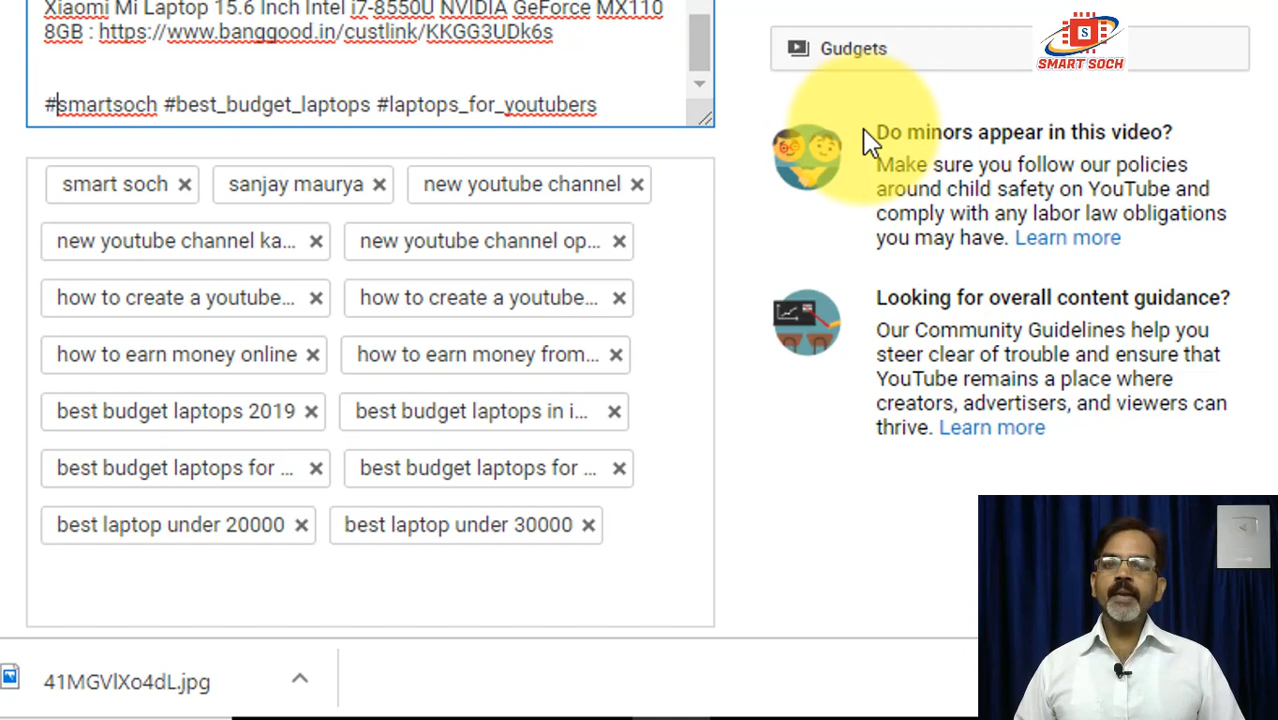 Xiaomi Mi Laptop 15.6 Inch Intel i7-8550U NVIDIA GeForce MX110
8GB : https://www.banggood.in/custlink/KKGG3UDk6s
#smartsoch #best_budget_laptops #laptops_for_youtubers
smart soch
sanjay maurya
new youtube channel
new youtube channel ka...
new youtube channel op...
how to create a youtube...
how to create a youtube...
how to earn money online
how to earn money from...
best budget laptops 2019
best budget laptops in i...
best budget laptops for ...
best budget laptops for ...
best laptop under 20000
best laptop under 30000
41MGVlXo4dL.jpg
Gudgets
S
SMART SOCH
Do minors appear in this video?
Make sure you follow our policies
around child safety on YouTube and
comply with any labor law obligations
you may have. Learn more
Looking for overall content guidance?
Our Community Guidelines help you
steer clear of trouble and ensure that
YouTube remains a place where
creators, advertisers, and viewers can
thrive. Learn more